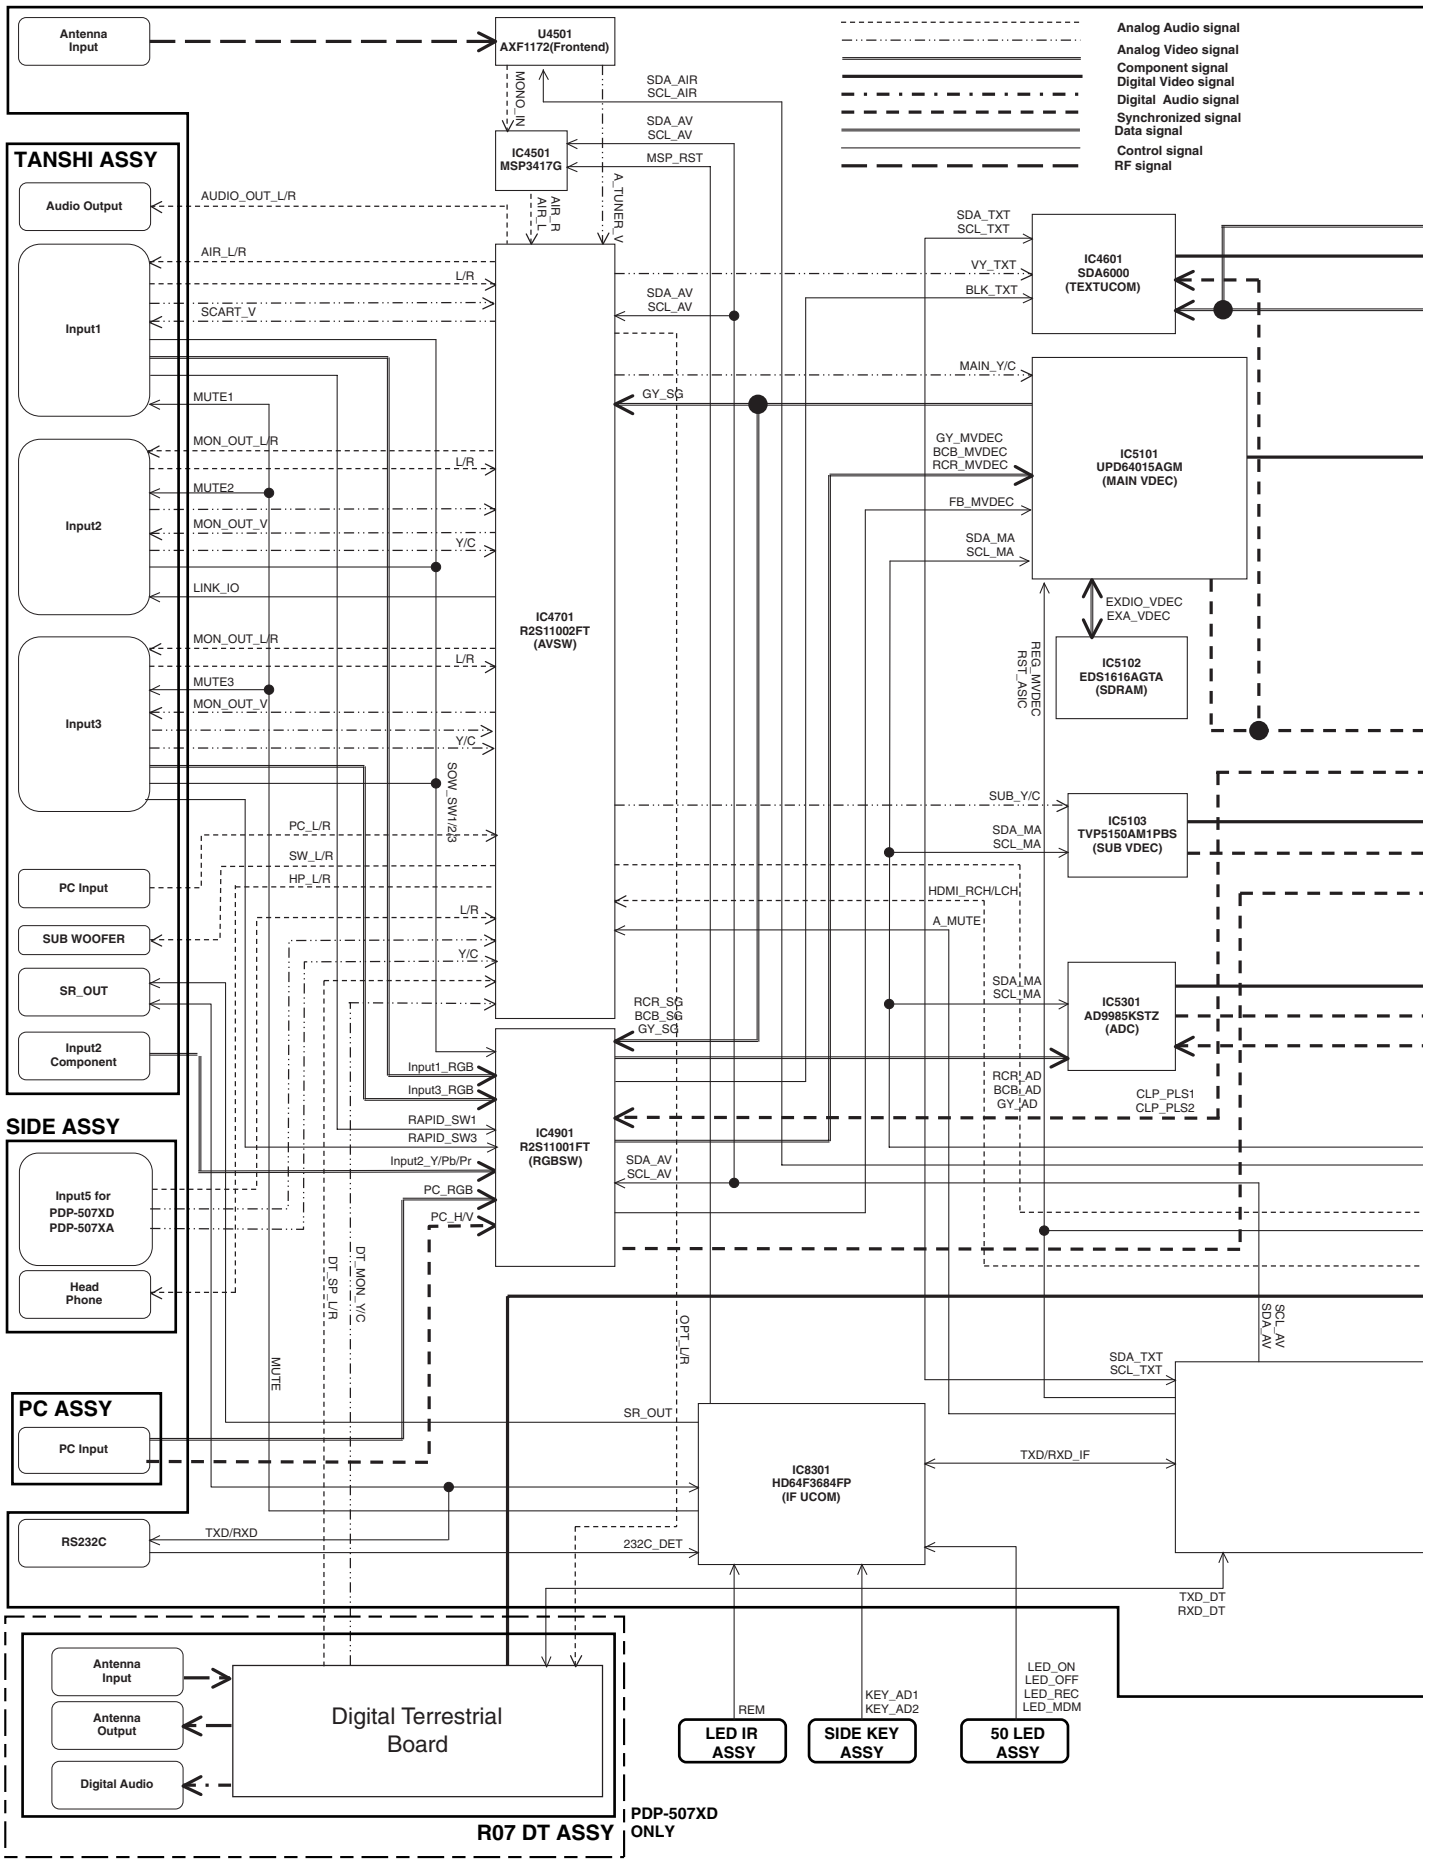 Antenna
Input
U4501
AXF1172(Frontend)
Analog Audio signal
Analog Video signal
Component signal
Digital Video signal
Digital Audio signal
Synchronized signal
Data signal
Control signal
RF signal
MONO_IN
SDA_AIR
SCL_AIR
SDA_AV
SCL_AV
MSP_RST
IC4501
MSP3417G
AIR_R
AIR_L
A_TUNER_V
TANSHI ASSY
Audio Output
AUDIO_OUT_L/R
Input1
AIR_L/R
L/R
SCART_V
MUTE1
SDA_AV
SCL_AV
SDA_TXT
SCL_TXT
VY_TXT
BLK_TXT
IC4601
SDA6000
(TEXTUCOM)
MAIN_Y/C
GY_SG
GY_MVDEC
BCB_MVDEC
RCR_MVDEC
FB_MVDEC
SDA_MA
SCL_MA
IC5101
UPD64015AGM
(MAIN VDEC)
Input2
MON_OUT_L/R
L/R
MUTE2
MON_OUT_V
Y/C
LINK_IO
IC4701
R2S11002FT
(AVSW)
EXDIO_VDEC
EXA_VDEC
IC5102
EDS1616AGTA
(SDRAM)
REG_MVDEC
RST_ASIC
Input3
MON_OUT_L/R
L/R
MUTE3
MON_OUT_V
Y/C
SOW_SW1/2/3
SUB_Y/C
SDA_MA
SCL_MA
IC5103
TVP5150AM1PBS
(SUB VDEC)
PC_L/R
SW_L/R
HP_L/R
PC Input
SUB WOOFER
SR_OUT
Input2
Component
L/R
Y/C
HDMI_RCH/LCH
A_MUTE
SDA_MA
SCL_MA
IC5301
AD9985KSTZ
(ADC)
RCR_SG
BCB_SG
GY_SG
RCR_AD
BCB_AD
GY_AD
CLP_PLS1
CLP_PLS2
Input1_RGB
Input3_RGB
RAPID_SW1
RAPID_SW3
Input2_Y/Pb/Pr
PC_RGB
PC_H/V
IC4901
R2S11001FT
(RGBSW)
SDA_AV
SCL_AV
SIDE ASSY
Input5 for
PDP-507XD
PDP-507XA
Head
Phone
DT_SP_L/R
DT_MON_Y/C
MUTE
OPT_L/R
SCL_AV
SDA_AV
SDA_TXT
SCL_TXT
PC ASSY
PC Input
SR_OUT
IC8301
HD64F3684FP
(IF UCOM)
TXD/RXD_IF
RS232C
TXD/RXD
232C_DET
TXD_DT
RXD_DT
Antenna
Input
Antenna
Output
Digital Audio
Digital Terrestrial
Board
R07 DT ASSY
PDP-507XD
ONLY
REM
LED IR
ASSY
KEY_AD1
KEY_AD2
SIDE KEY
ASSY
LED_ON
LED_OFF
LED_REC
LED_MDM
50 LED
ASSY